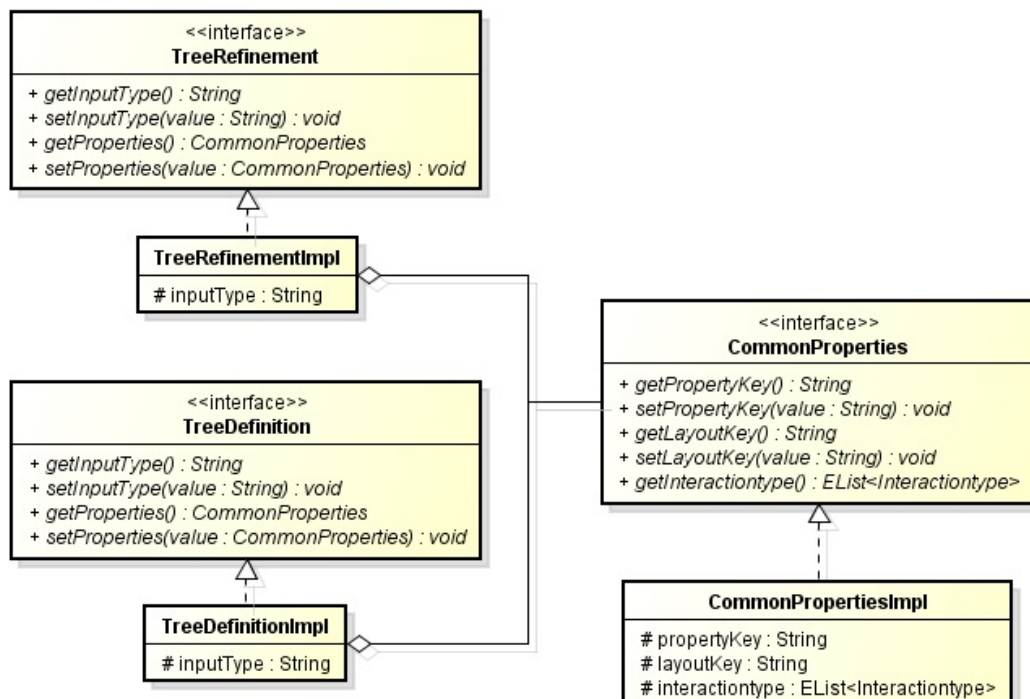 <<interface>>
TreeRefinement
+ getInputType() : String
+ setInputType(value : String) : void
+ getProperties() : CommonProperties
+ setProperties(value : CommonProperties) : void
TreeRefinementImpl
# inputType : String
<<interface>>
TreeDefinition
+ getInputType() : String
+ setInputType(value : String) : void
+ getProperties() : CommonProperties
+ setProperties(value : CommonProperties) : void
TreeDefinitionImpl
# inputType : String
<<interface>>
CommonProperties
+ getPropertyKey() : String
+ setPropertyKey(value : String) : void
+ getLayoutKey() : String
+ setLayoutKey(value : String) : void
+ getInteractiontype() : EList<Interactiontype>
CommonPropertiesImpl
# propertyKey : String
# layoutKey : String
# interactiontype : EList<Interactiontype>